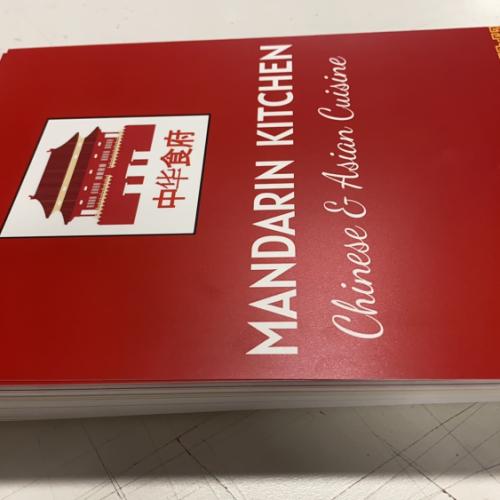 中华食府
MANDARIN KITCHEN
Chinese & Asian Cuisine